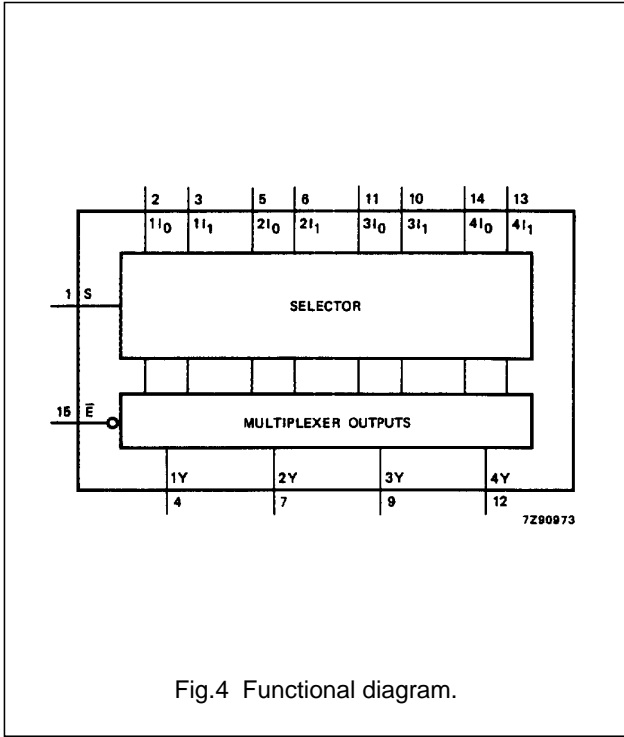 2 3 5 6 11 10 14 13
1I₀ 1I₁ 2I₀ 2I₁ 3I₀ 3I₁ 4I₀ 4I₁
1 S
SELECTOR
15 E̅
MULTIPLEXER OUTPUTS
1Y 2Y 3Y 4Y
4 7 9 12
7Z90973
Fig.4 Functional diagram.